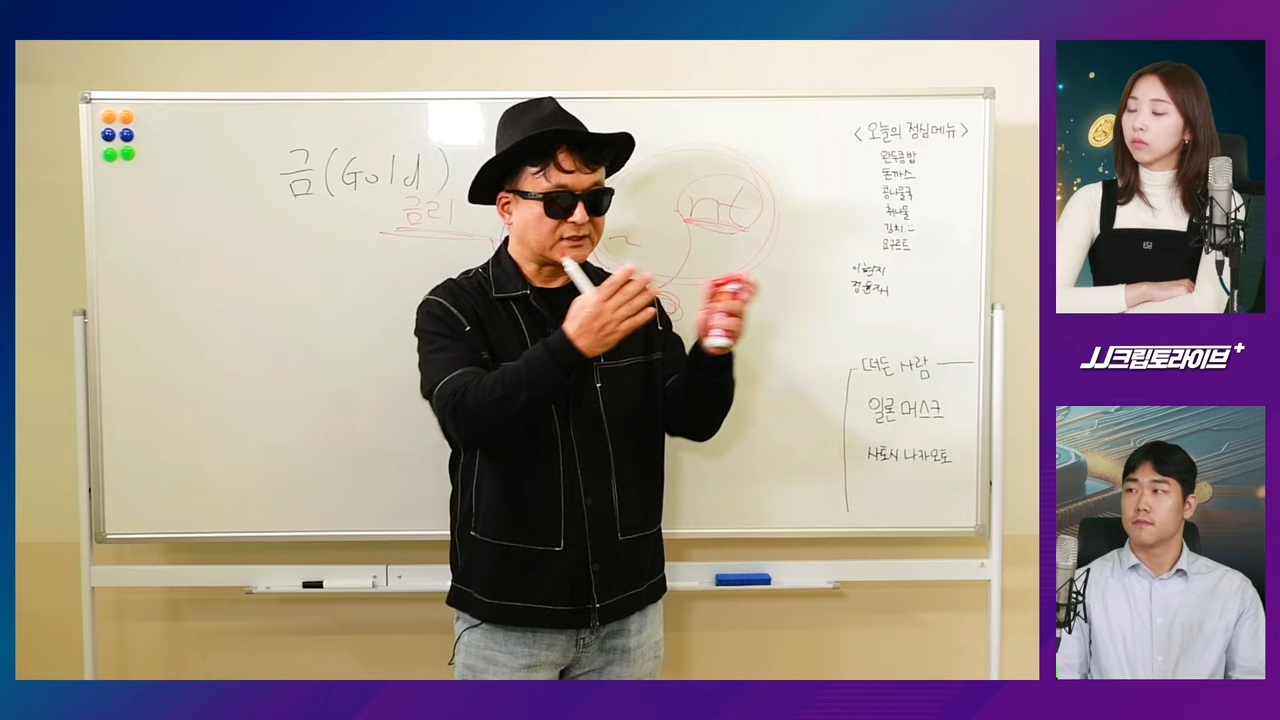 금(Gold)
금리
<오늘의 점심메뉴>
완두콩밥
돈까스
콩나물국
취나물
김치
요구르트
떠든 사람
일론 머스크
사토시 나카모토
JJ크립토라이브+